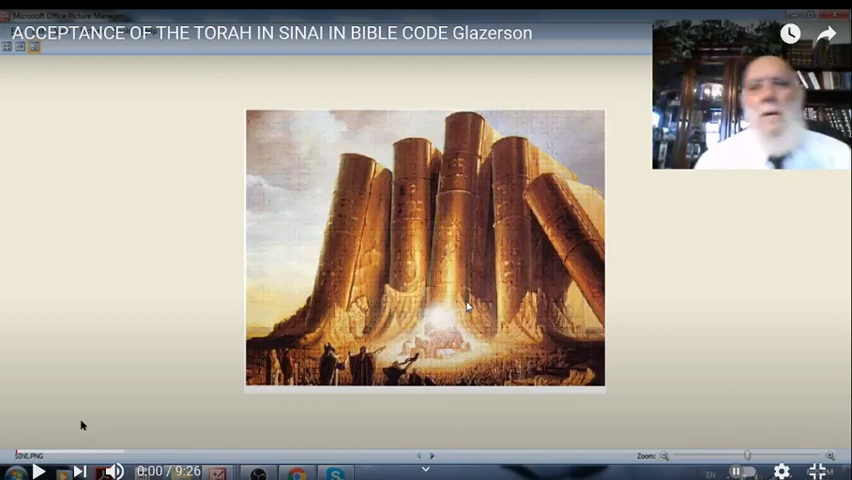 Microsoft Office Picture Manager
ACCEPTANCE OF THE TORAH IN SINAI IN BIBLE CODE Glazerson
SINI.PNG
Zoom:
0:00 / 9:26
EN